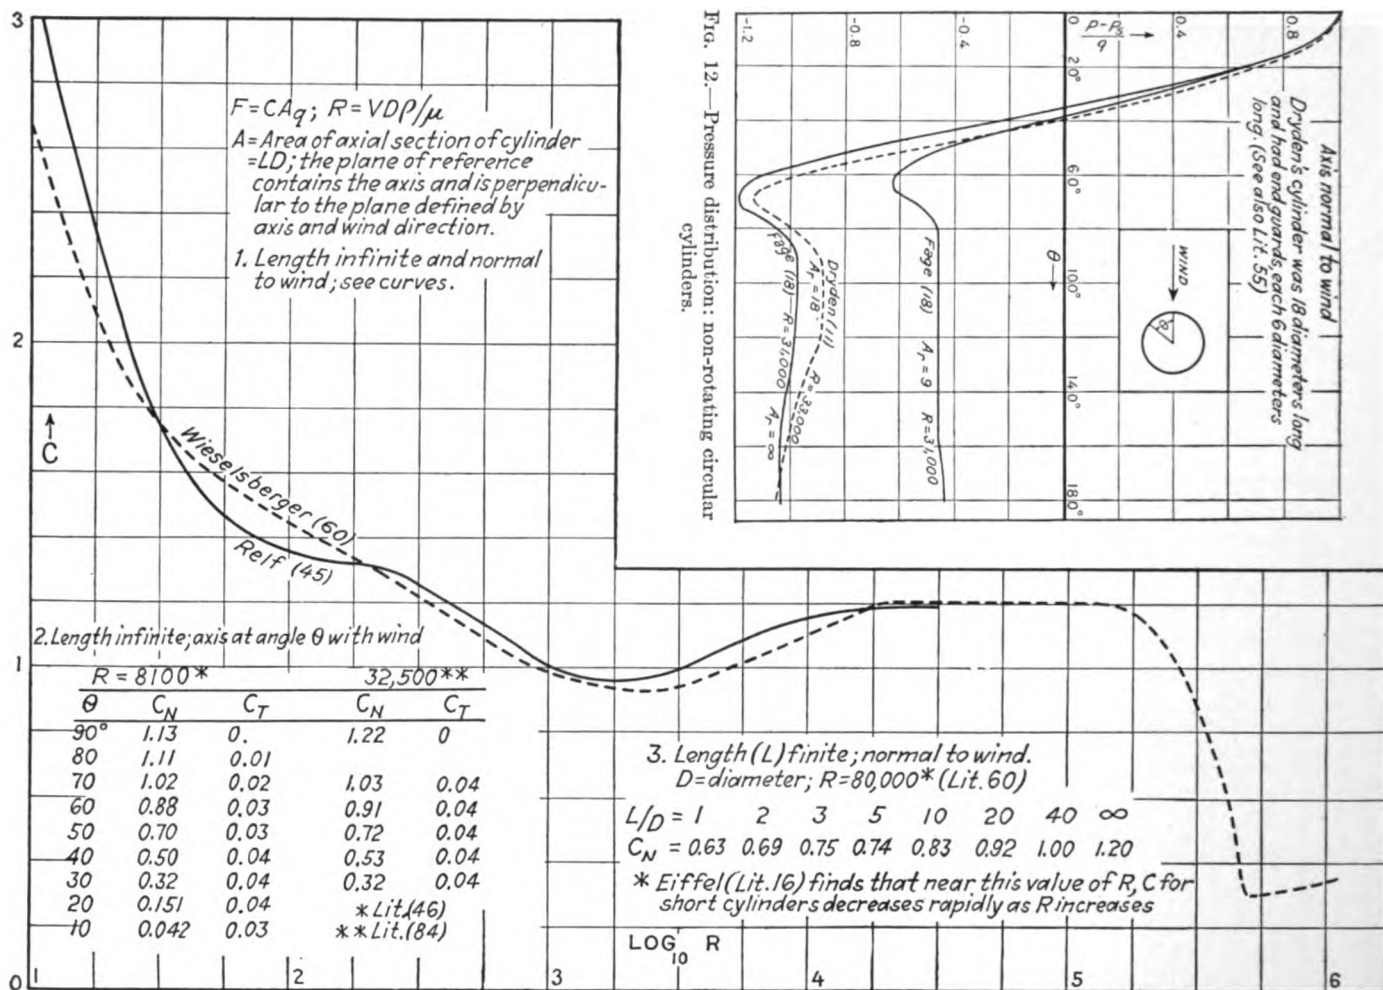 3
2
1
0
↑
C
F=CAq; R=VDρ/μ
A=Area of axial section of cylinder
=LD; the plane of reference
contains the axis and is perpendicu-
lar to the plane defined by
axis and wind direction.
1. Length infinite and normal
to wind; see curves.
Wieselsberger (60)
Relf (45)
2. Length infinite; axis at angle θ with wind
R = 8100* 32,500**
θ C_N C_T C_N C_T
90° 1.13 0. 1.22 0
80 1.11 0.01
70 1.02 0.02 1.03 0.04
60 0.88 0.03 0.91 0.04
50 0.70 0.03 0.72 0.04
40 0.50 0.04 0.53 0.04
30 0.32 0.04 0.32 0.04
20 0.151 0.04 *Lit.(46)
10 0.042 0.03 **Lit.(84)
3. Length (L) finite; normal to wind.
D=diameter; R=80,000* (Lit. 60)
L/D = 1 2 3 5 10 20 40 ∞
C_N = 0.63 0.69 0.75 0.74 0.83 0.92 1.00 1.20
* Eiffel (Lit. 16) finds that near this value of R, C for
short cylinders decreases rapidly as R increases
LOG₁₀ R
1 2 3 4 5 6
Axis normal to wind
Dryden's cylinder was 18 diameters long
and had end guards, each 6 diameters
long. (See also Lit. 55)
WIND
θ
0.8
0.4
p-p_s/q →
0
-0.4
-0.8
-1.2
20° 60° θ → 100° 140° 180°
Fage (18) A_r = 9 R=31,000
Dryden (11) R=33,000
A_r = 18
Fage (18) R=31,000 A_r = ∞
FIG. 12.—Pressure distribution: non-rotating circular
cylinders.